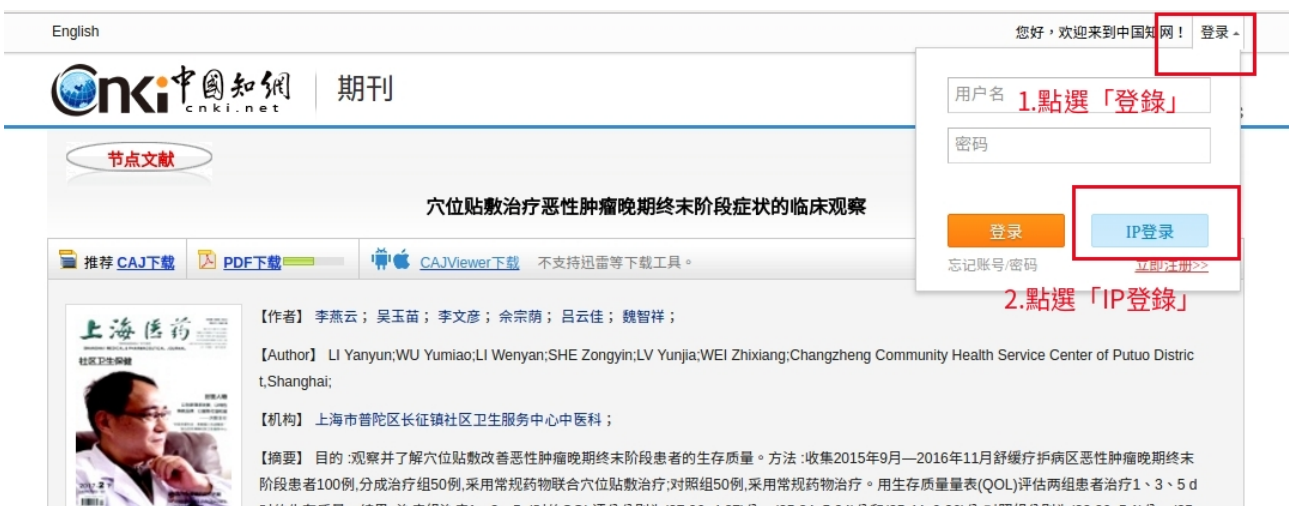 English
您好，欢迎来到中国知网！ 登录
Cnki中國知網
cnki.net
期刊
用户名
1.點選「登錄」
密码
节点文献
穴位贴敷治疗恶性肿瘤晚期终末阶段症状的临床观察
登录
IP登录
忘记账号/密码
立即注册>>
2.點選「IP登錄」
推荐 CAJ下载
PDF下载
CAJViewer下载 不支持迅雷等下载工具。
上海医药
社区卫生保健
【作者】 李燕云； 吴玉苗； 李文彦； 佘宗荫； 吕云佳； 魏智祥；
【Author】 LI Yanyun;WU Yumiao;LI Wenyan;SHE Zongyin;LV Yunjia;WEI Zhixiang;Changzheng Community Health Service Center of Putuo Distric
t,Shanghai;
【机构】 上海市普陀区长征镇社区卫生服务中心中医科；
【摘要】 目的 :观察并了解穴位贴敷改善恶性肿瘤晚期终末阶段患者的生存质量。方法 :收集2015年9月—2016年11月舒缓疗护病区恶性肿瘤晚期终末
阶段患者100例,分成治疗组50例,采用常规药物联合穴位贴敷治疗;对照组50例,采用常规药物治疗。用生存质量量表(QOL)评估两组患者治疗1、3、5 d